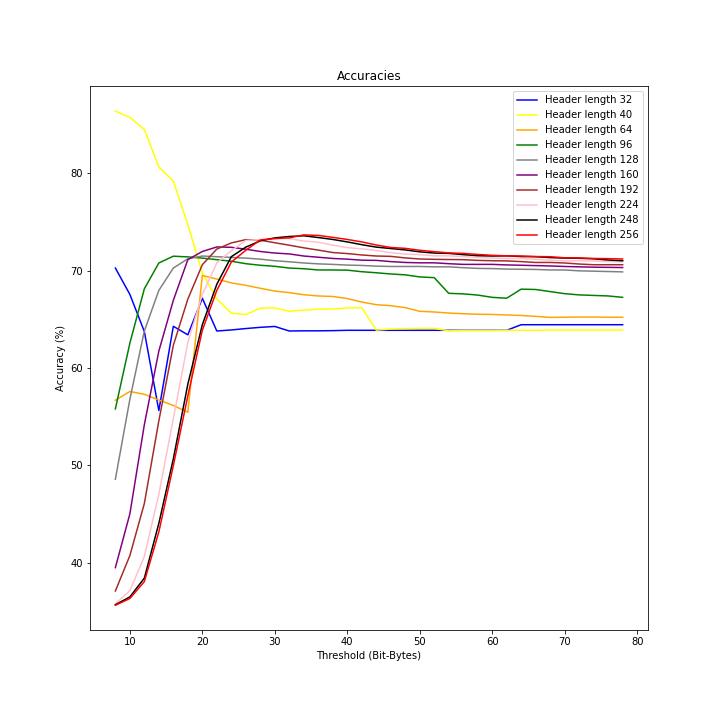 Accuracies
Header length 32
Header length 40
Header length 64
Header length 96
Header length 128
Header length 160
Header length 192
Header length 224
Header length 248
Header length 256
Accuracy (%)
80
70
60
50
40
10 20 30 40 50 60 70 80
Threshold (Bit-Bytes)